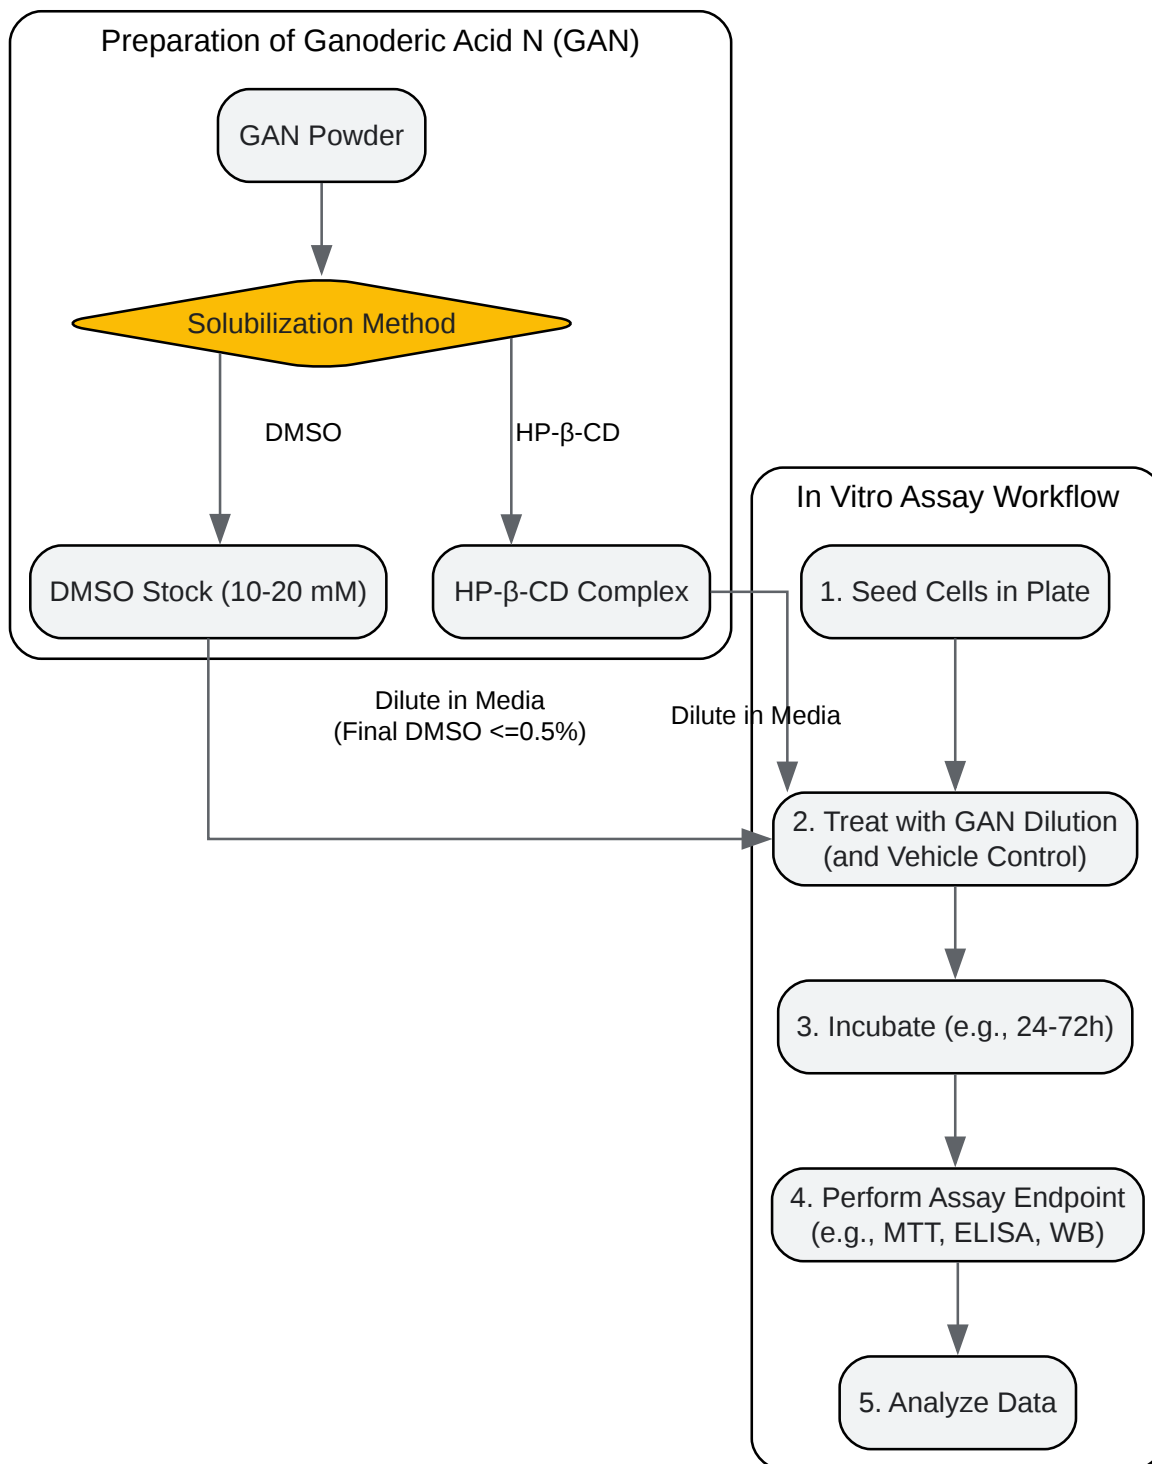 Preparation of Ganoderic Acid N (GAN)
GAN Powder
Solubilization Method
DMSO
HP-β-CD
DMSO Stock (10-20 mM)
HP-β-CD Complex
Dilute in Media
(Final DMSO <=0.5%)
Dilute in Media
In Vitro Assay Workflow
1. Seed Cells in Plate
2. Treat with GAN Dilution
(and Vehicle Control)
3. Incubate (e.g., 24-72h)
4. Perform Assay Endpoint
(e.g., MTT, ELISA, WB)
5. Analyze Data